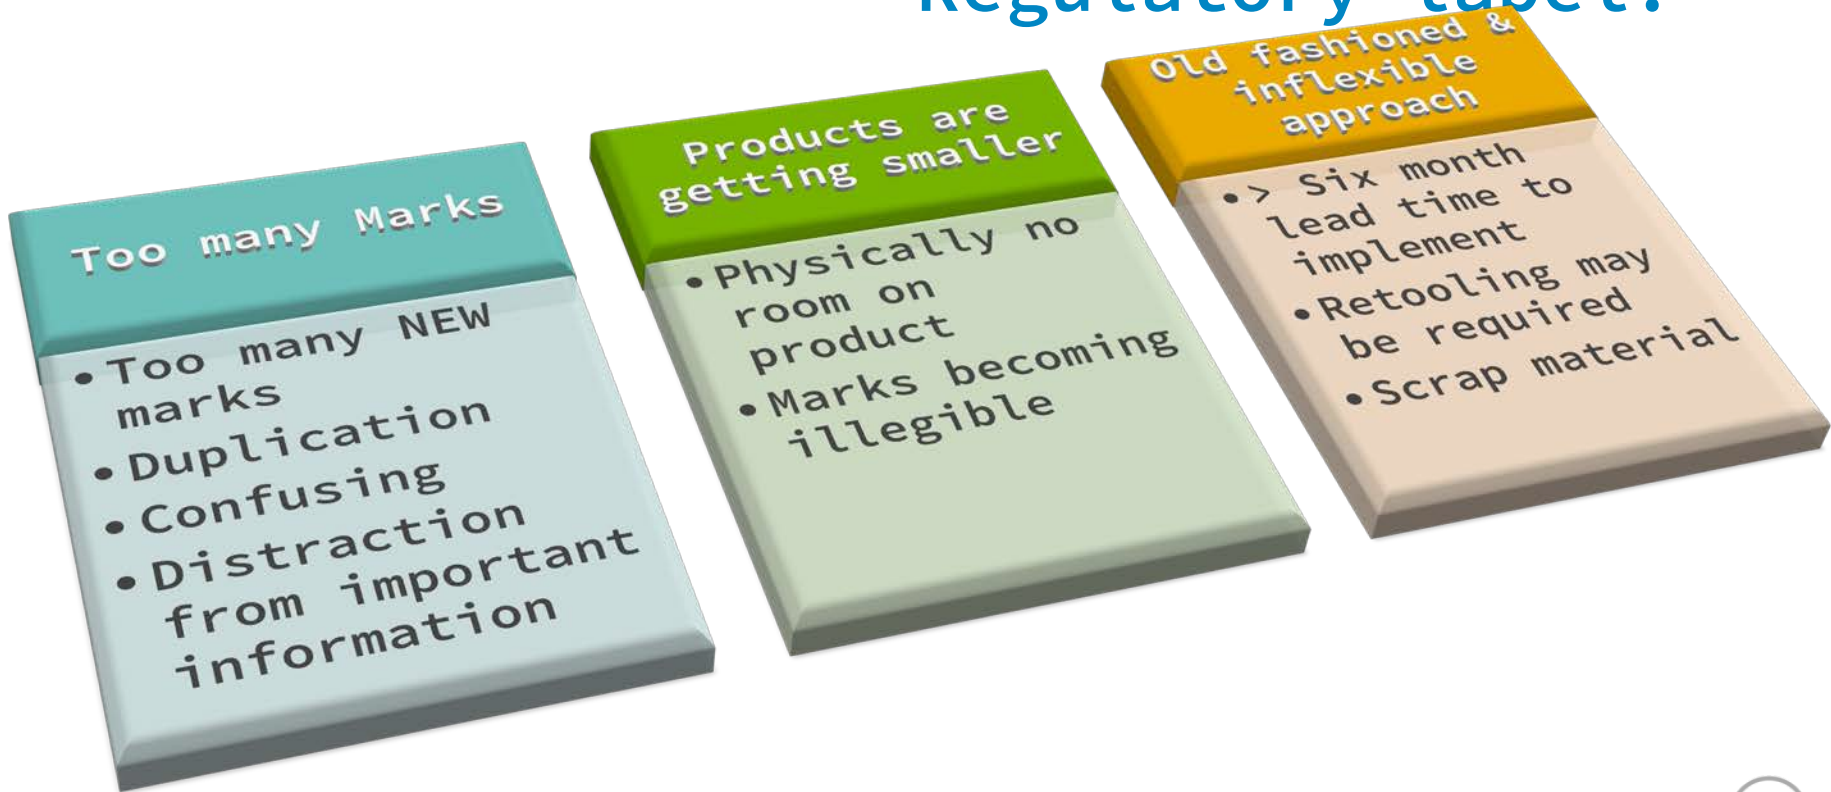 Regulatory label?
Too many Marks
• Too many NEW
marks
• Duplication
• Confusing
• Distraction
from important
information
Products are
getting smaller
• Physically no
room on
product
• Marks becoming
illegible
Old fashioned &
inflexible
approach
• > Six month
lead time to
implement
• Retooling may
be required
• Scrap material